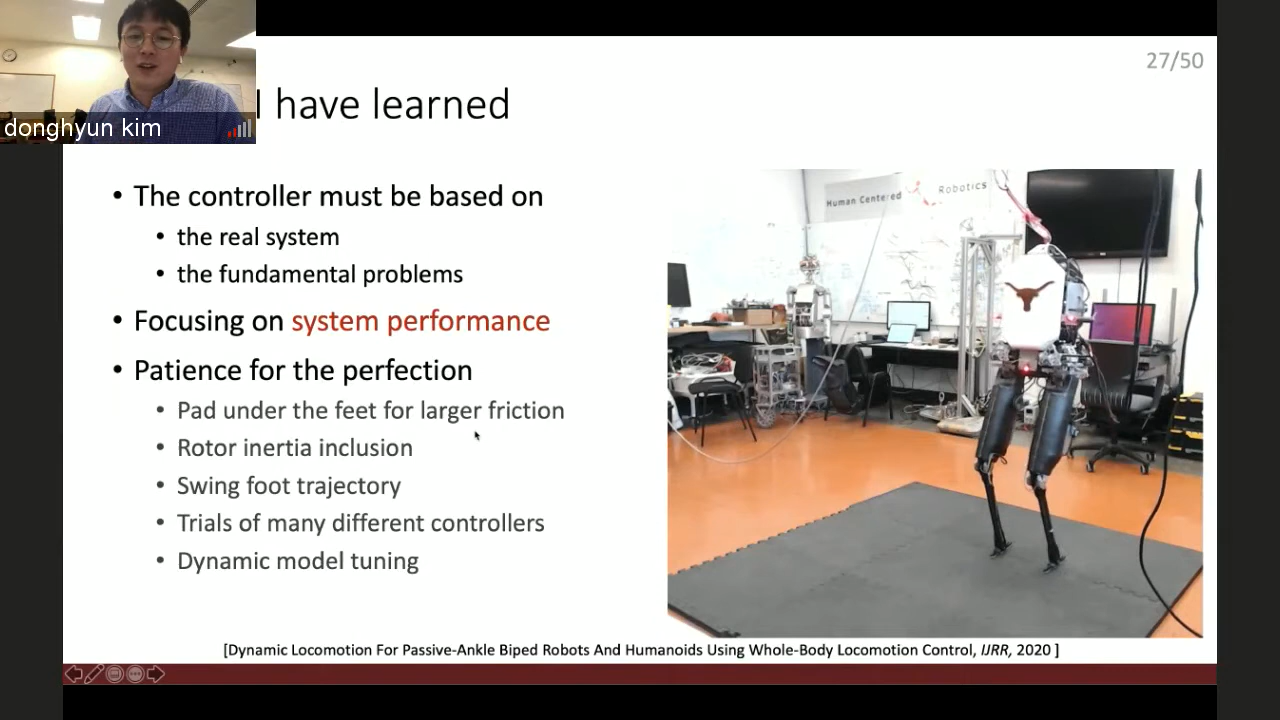 27/50
I have learned
donghyun kim
• The controller must be based on
• the real system
• the fundamental problems
• Focusing on system performance
• Patience for the perfection
• Pad under the feet for larger friction
• Rotor inertia inclusion
• Swing foot trajectory
• Trials of many different controllers
• Dynamic model tuning
Human Centered Robotics
[Dynamic Locomotion For Passive-Ankle Biped Robots And Humanoids Using Whole-Body Locomotion Control, IJRR, 2020 ]